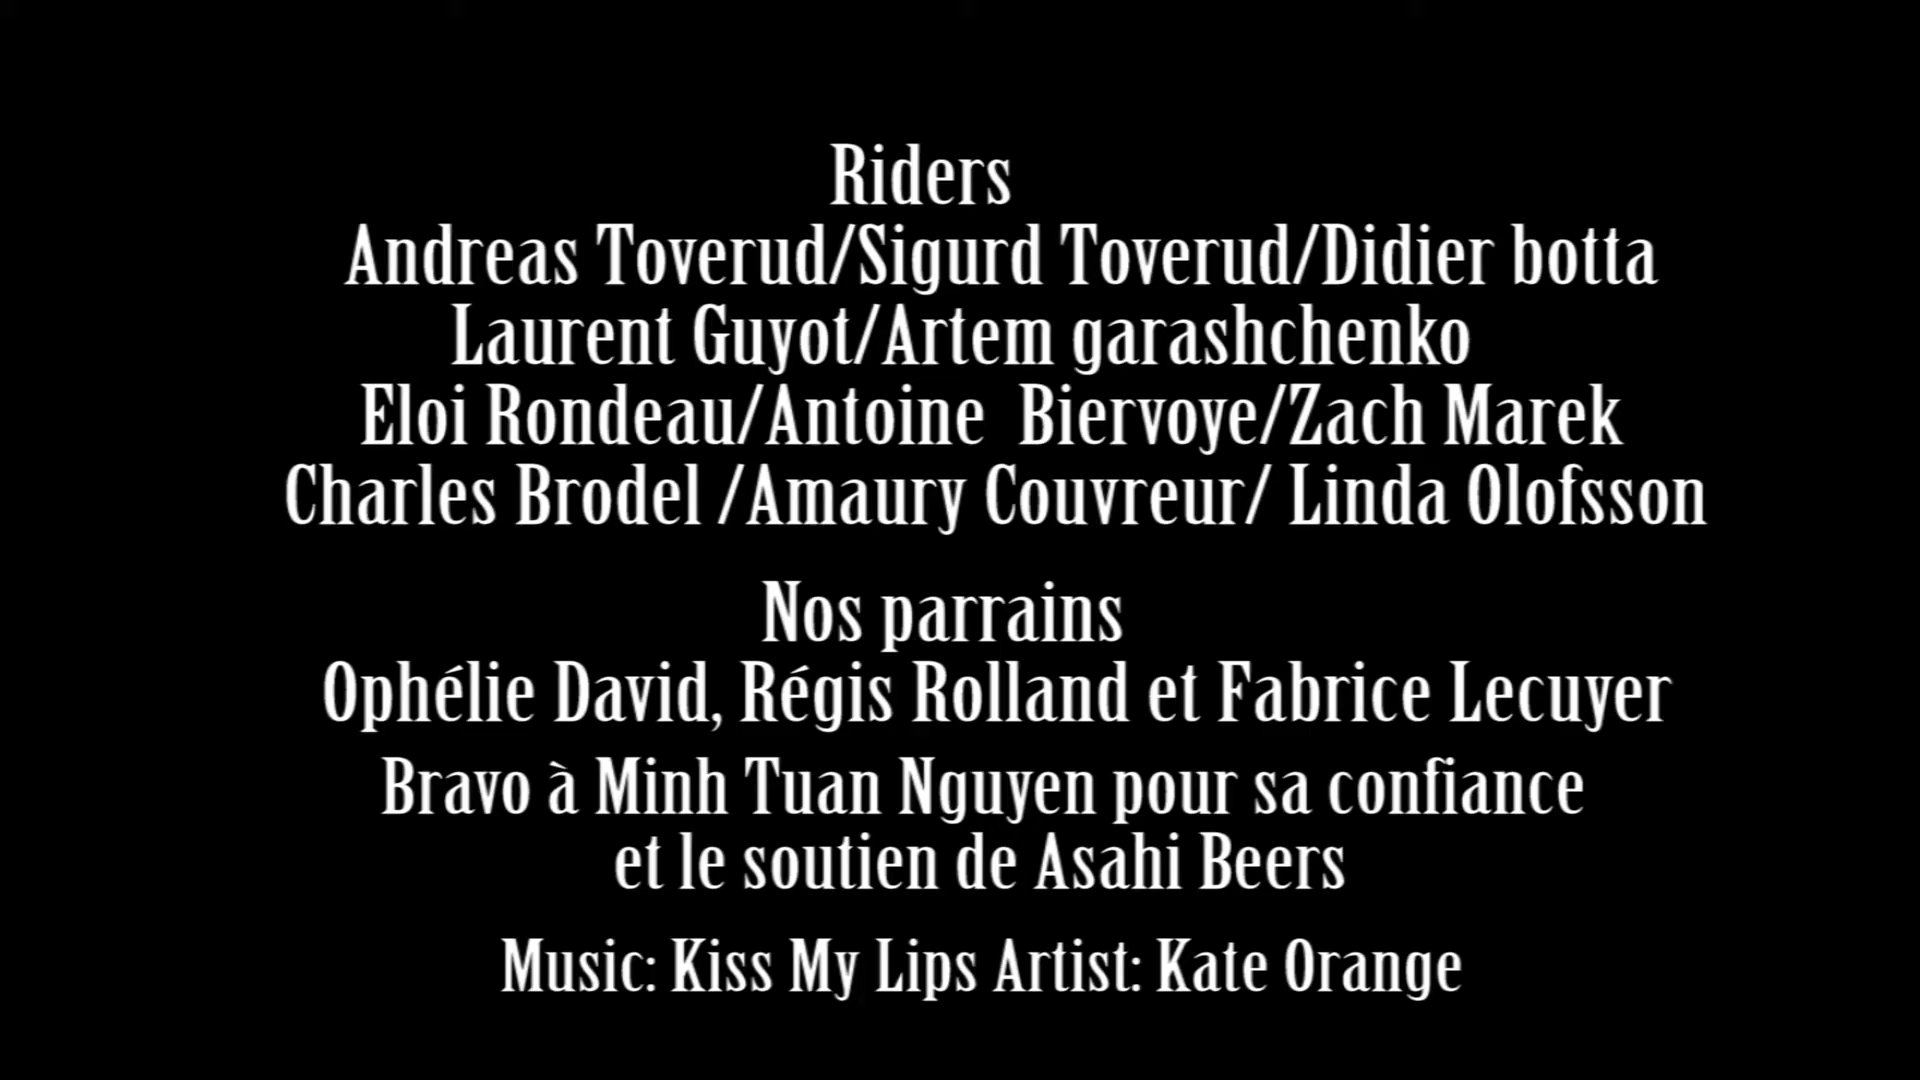 Riders
Andreas Toverud/Sigurd Toverud/Didier botta
Laurent Guyot/Artem garashchenko
Eloi Rondeau/Antoine  Biervoye/Zach Marek
Charles Brodel /Amaury Couvreur/ Linda Olofsson
Nos parrains
Ophélie David, Régis Rolland et Fabrice Lecuyer
Bravo à Minh Tuan Nguyen pour sa confiance
et le soutien de Asahi Beers
Music: Kiss My Lips Artist: Kate Orange